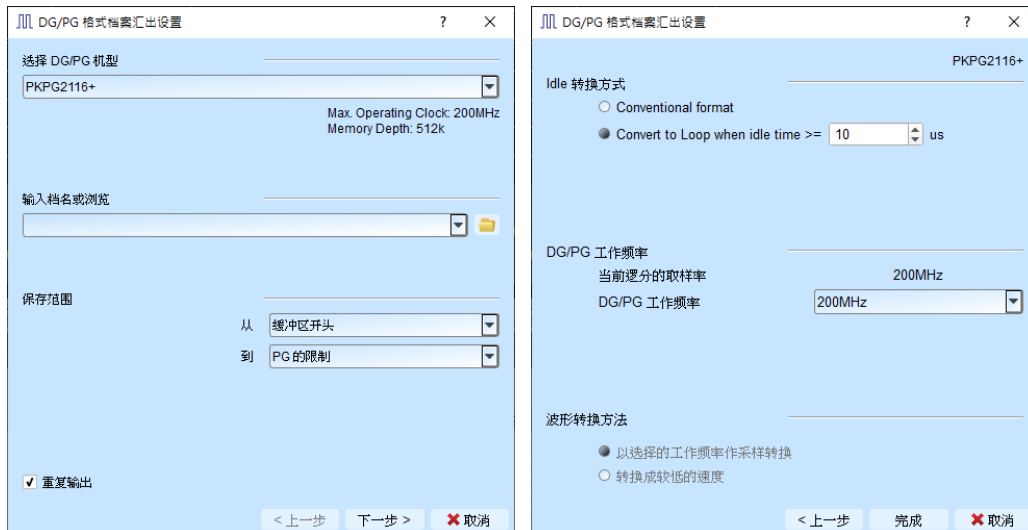 DG/PG 格式档案汇出设置
?
×
选择 DG/PG 机型
PKPG2116+
Max. Operating Clock: 200MHz
Memory Depth: 512k
输入档名或浏览
保存范围
从
缓冲区开头
到
PG 的限制
重复输出
< 上一步
下一步 >
取消
DG/PG 格式档案汇出设置
?
×
PKPG2116+
Idle 转换方式
Conventional format
Convert to Loop when idle time >= 10 us
DG/PG 工作频率
当前逻分的取样率 200MHz
DG/PG 工作频率 200MHz
波形转换方法
以选择的工作频率作采样转换
转换成较低的速度
< 上一步
完成
取消